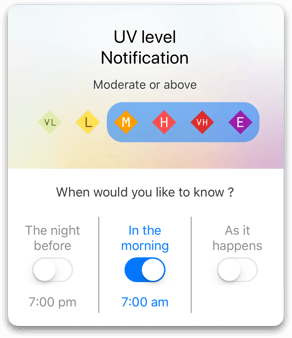 UV level
Notification
Moderate or above
VL L M H VH E
When would you like to know ?
The night
before
In the
morning
As it
happens
7:00 pm
7:00 am